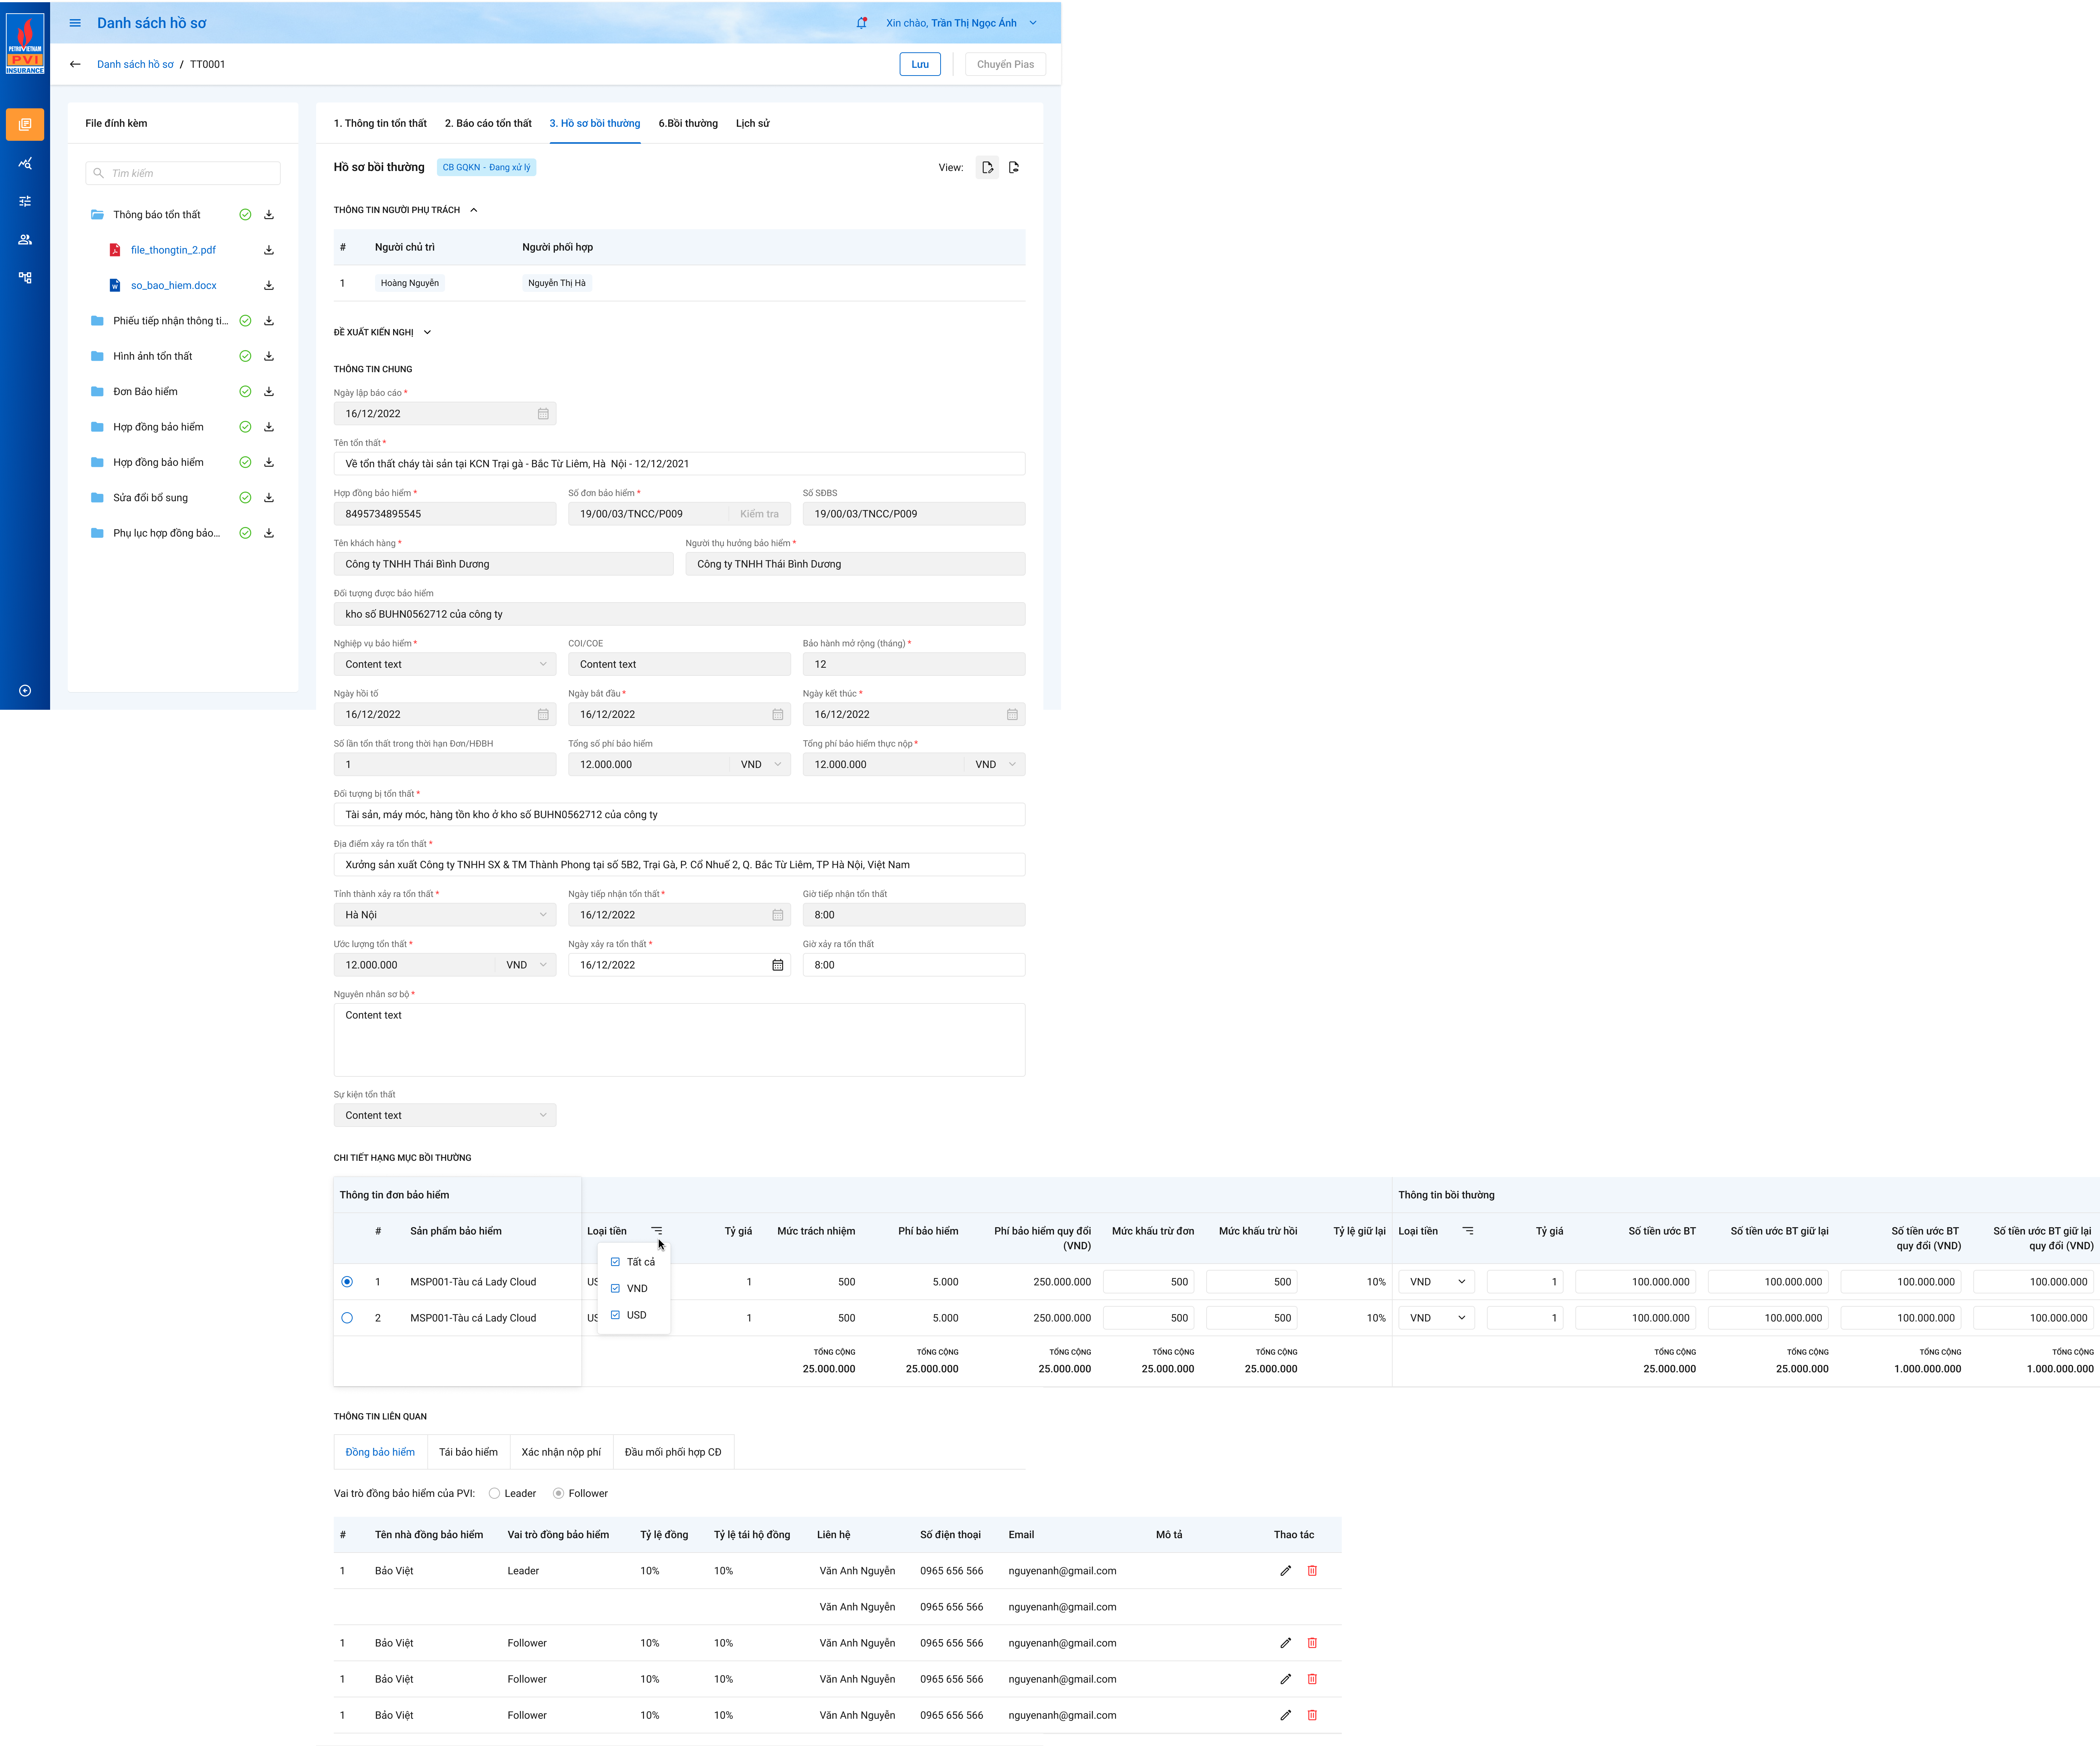 PETROVIETNAM
PVI
INSURANCE
Danh sách hồ sơ
Xin chào, Trần Thị Ngọc Ánh
Danh sách hồ sơ / TT0001
Lưu
Chuyển Pias
File đính kèm
Tìm kiếm
Thông báo tổn thất
file_thongtin_2.pdf
so_bao_hiem.docx
Phiếu tiếp nhận thông ti...
Hình ảnh tổn thất
Đơn Bảo hiểm
Hợp đồng bảo hiểm
Hợp đồng bảo hiểm
Sửa đổi bổ sung
Phụ lục hợp đồng bảo...
1. Thông tin tổn thất 2. Báo cáo tổn thất 3. Hồ sơ bồi thường 6.Bồi thường Lịch sử
Hồ sơ bồi thường CB GQKN - Đang xử lý View:
THÔNG TIN NGƯỜI PHỤ TRÁCH
# Người chủ trì Người phối hợp
1 Hoàng Nguyễn Nguyễn Thị Hà
ĐỀ XUẤT KIẾN NGHỊ
THÔNG TIN CHUNG
Ngày lập báo cáo *
16/12/2022
Tên tổn thất *
Về tổn thất cháy tài sản tại KCN Trại gà - Bắc Từ Liêm, Hà Nội - 12/12/2021
Hợp đồng bảo hiểm * Số đơn bảo hiểm * Số SĐBS
8495734895545 19/00/03/TNCC/P009 Kiểm tra 19/00/03/TNCC/P009
Tên khách hàng * Người thụ hưởng bảo hiểm *
Công ty TNHH Thái Bình Dương Công ty TNHH Thái Bình Dương
Đối tượng được bảo hiểm
kho số BUHN0562712 của công ty
Nghiệp vụ bảo hiểm * COI/COE Bảo hành mở rộng (tháng) *
Content text Content text 12
Ngày hồi tố Ngày bắt đầu * Ngày kết thúc *
16/12/2022 16/12/2022 16/12/2022
Số lần tổn thất trong thời hạn Đơn/HĐBH Tổng số phí bảo hiểm Tổng phí bảo hiểm thực nộp *
1 12.000.000 VND 12.000.000 VND
Đối tượng bị tổn thất *
Tài sản, máy móc, hàng tồn kho ở kho số BUHN0562712 của công ty
Địa điểm xảy ra tổn thất *
Xưởng sản xuất Công ty TNHH SX & TM Thành Phong tại số 5B2, Trại Gà, P. Cổ Nhuế 2, Q. Bắc Từ Liêm, TP Hà Nội, Việt Nam
Tỉnh thành xảy ra tổn thất * Ngày tiếp nhận tổn thất * Giờ tiếp nhận tổn thất
Hà Nội 16/12/2022 8:00
Ước lượng tổn thất * Ngày xảy ra tổn thất * Giờ xảy ra tổn thất
12.000.000 VND 16/12/2022 8:00
Nguyên nhân sơ bộ *
Content text
Sự kiện tổn thất
Content text
CHI TIẾT HẠNG MỤC BỒI THƯỜNG
Thông tin đơn bảo hiểm Thông tin bồi thường
# Sản phẩm bảo hiểm Loại tiền Tỷ giá Mức trách nhiệm Phí bảo hiểm Phí bảo hiểm quy đổi (VND) Mức khấu trừ đơn Mức khấu trừ hồi Tỷ lệ giữ lại Loại tiền Tỷ giá Số tiền ước BT Số tiền ước BT giữ lại Số tiền ước BT quy đổi (VND) Số tiền ước BT giữ lại quy đổi (VND)
Tất cả
VND
USD
1 MSP001-Tàu cá Lady Cloud US 1 500 5.000 250.000.000 500 500 10% VND 1 100.000.000 100.000.000 100.000.000 100.000.000
2 MSP001-Tàu cá Lady Cloud US 1 500 5.000 250.000.000 500 500 10% VND 1 100.000.000 100.000.000 100.000.000 100.000.000
TỔNG CỘNG TỔNG CỘNG TỔNG CỘNG TỔNG CỘNG TỔNG CỘNG TỔNG CỘNG TỔNG CỘNG TỔNG CỘNG TỔNG CỘNG
25.000.000 25.000.000 25.000.000 25.000.000 25.000.000 25.000.000 25.000.000 1.000.000.000 1.000.000.000
THÔNG TIN LIÊN QUAN
Đồng bảo hiểm Tái bảo hiểm Xác nhận nộp phí Đầu mối phối hợp CĐ
Vai trò đồng bảo hiểm của PVI: Leader Follower
# Tên nhà đồng bảo hiểm Vai trò đồng bảo hiểm Tỷ lệ đồng Tỷ lệ tái hộ đồng Liên hệ Số điện thoại Email Mô tả Thao tác
1 Bảo Việt Leader 10% 10% Văn Anh Nguyễn 0965 656 566 nguyenanh@gmail.com
Văn Anh Nguyễn 0965 656 566 nguyenanh@gmail.com
1 Bảo Việt Follower 10% 10% Văn Anh Nguyễn 0965 656 566 nguyenanh@gmail.com
1 Bảo Việt Follower 10% 10% Văn Anh Nguyễn 0965 656 566 nguyenanh@gmail.com
1 Bảo Việt Follower 10% 10% Văn Anh Nguyễn 0965 656 566 nguyenanh@gmail.com